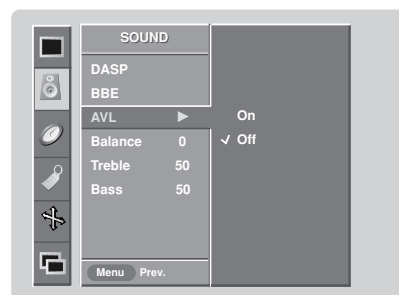 SOUND
DASP
BBE
AVL ▶ On
Balance 0 ✓ Off
Treble 50
Bass 50
Menu Prev.